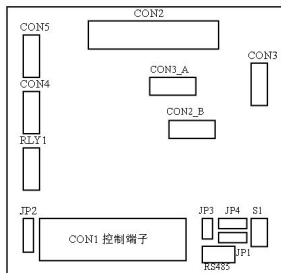 CON2
CON5
CON3
CON3_A
CON4
CON2_B
RLY1
JP2
JP3
JP4
S1
CON1 控制端子
JP1
RS485